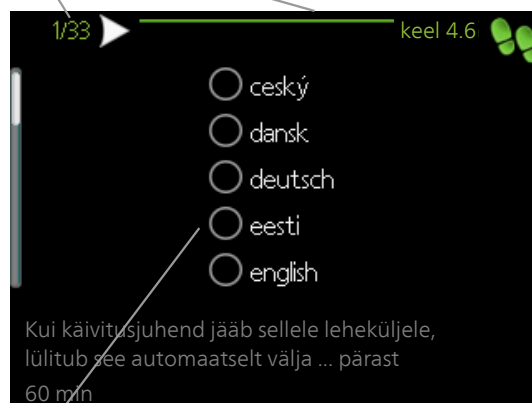 1/33 keel 4.6
ceský
dansk
deutsch
eesti
english
Kui käivitusjuhend jääb sellele leheküljele,
lülitub see automaatselt välja ... pärast
60 min